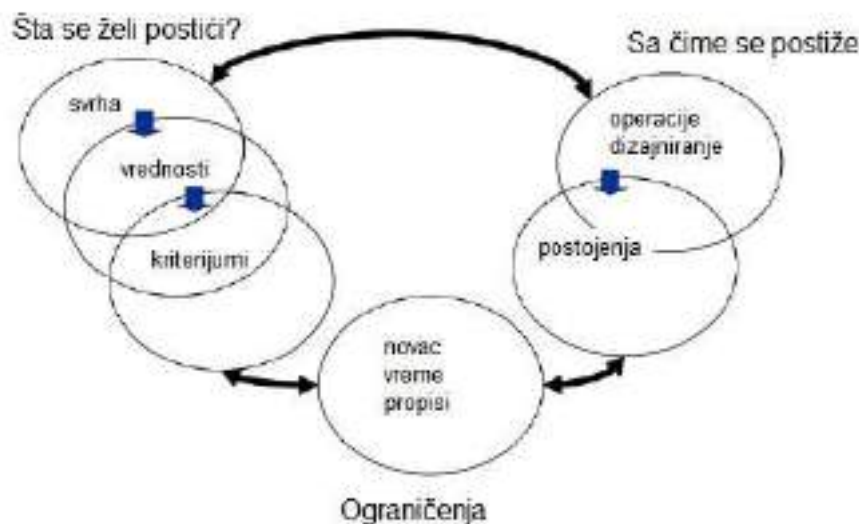 Šta se želi postići?
Sa čime se postiže
svrha
vrednosti
kriterijumi
operacije
dizajniranje
postojenja
novac
vreme
propisi
Ograničenja